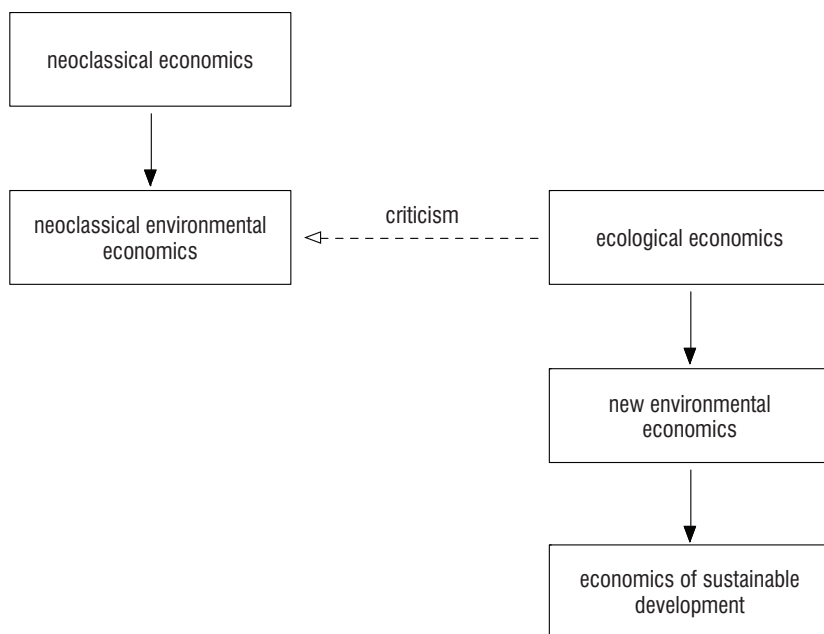 neoclassical economics
neoclassical environmental
economics
criticism
ecological economics
new environmental
economics
economics of sustainable
development